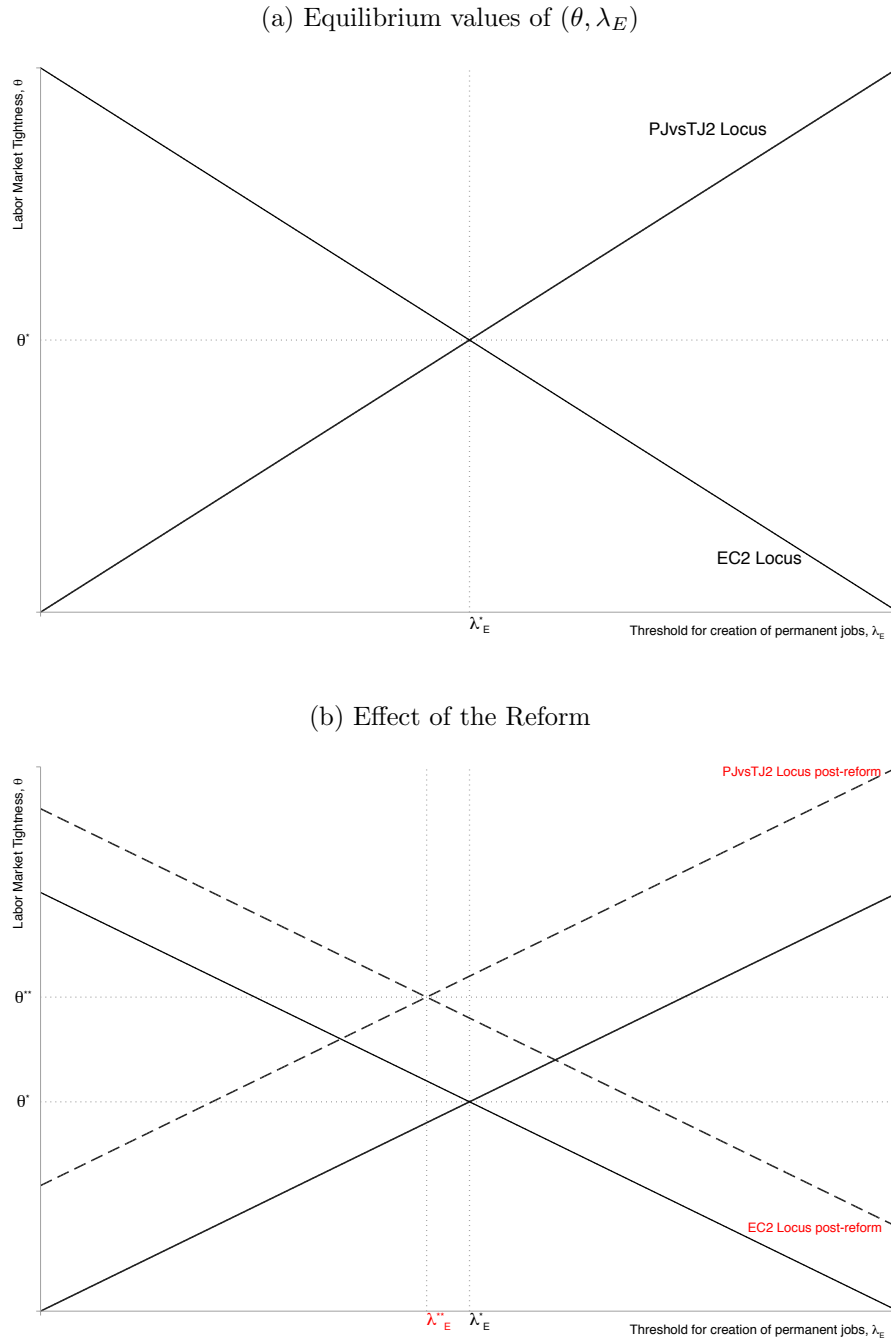 (a) Equilibrium values of (θ, λ_E)
Labor Market Tightness, θ
PJvsTJ2 Locus
θ*
EC2 Locus
λ*_E
Threshold for creation of permanent jobs, λ_E
(b) Effect of the Reform
Labor Market Tightness, θ
PJvsTJ2 Locus post-reform
θ**
θ*
EC2 Locus post-reform
λ**_E λ*_E
Threshold for creation of permanent jobs, λ_E